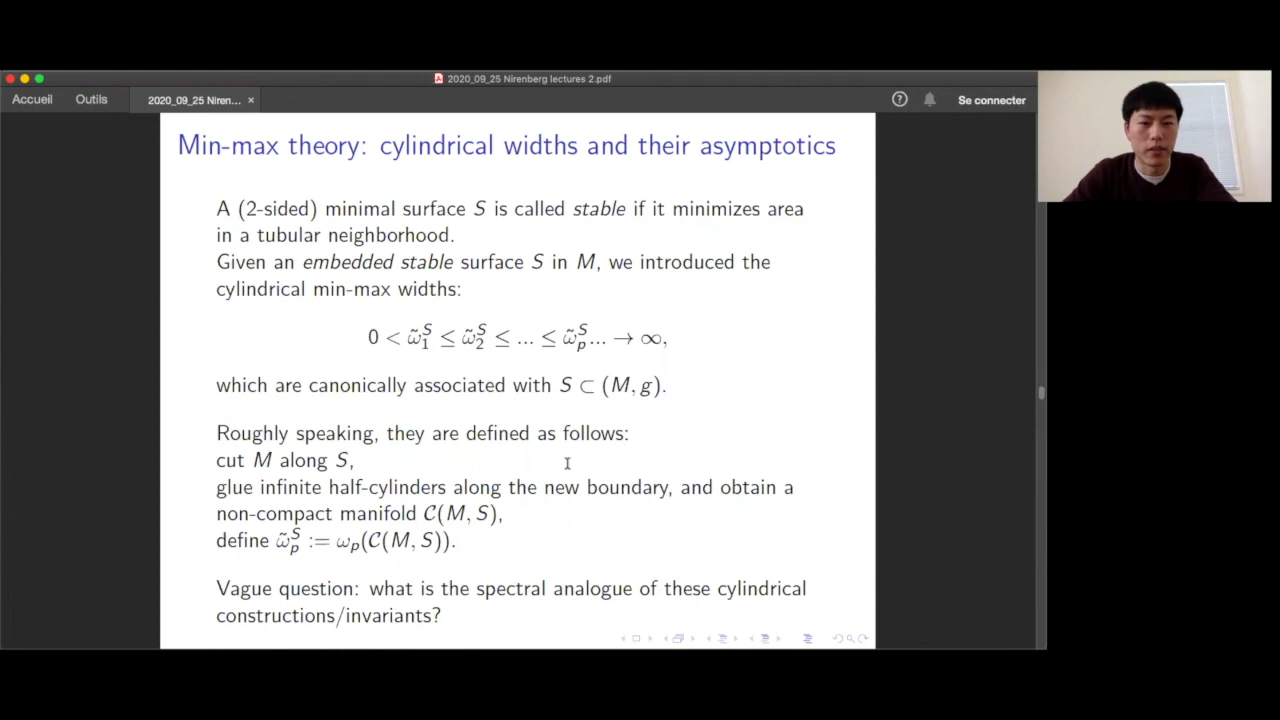 2020_09_25 Nirenberg lectures 2.pdf
Accueil Outils 2020_09_25 Niren... × ? Se connecter
Min-max theory: cylindrical widths and their asymptotics
A (2-sided) minimal surface S is called stable if it minimizes area
in a tubular neighborhood.
Given an embedded stable surface S in M, we introduced the
cylindrical min-max widths:
0 < ω̃₁ˢ ≤ ω̃₂ˢ ≤ ... ≤ ω̃ₚˢ... → ∞,
which are canonically associated with S ⊂ (M, g).
Roughly speaking, they are defined as follows:
cut M along S,
glue infinite half-cylinders along the new boundary, and obtain a
non-compact manifold C(M, S),
define ω̃ₚˢ := ωₚ(C(M, S)).
Vague question: what is the spectral analogue of these cylindrical
constructions/invariants?